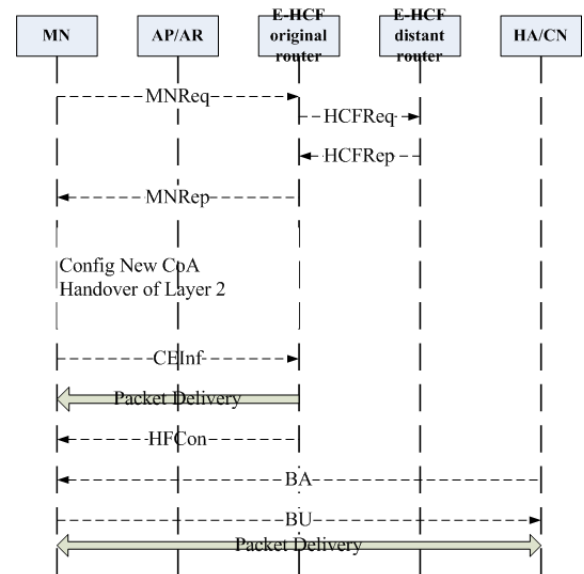 MN
AP/AR
E-HCF
original
router
E-HCF
distant
router
HA/CN
MNReq
HCFReq
HCFRep
MNRep
Config New CoA
Handover of Layer 2
CEInf
Packet Delivery
HFCon
BA
BU
Packet Delivery